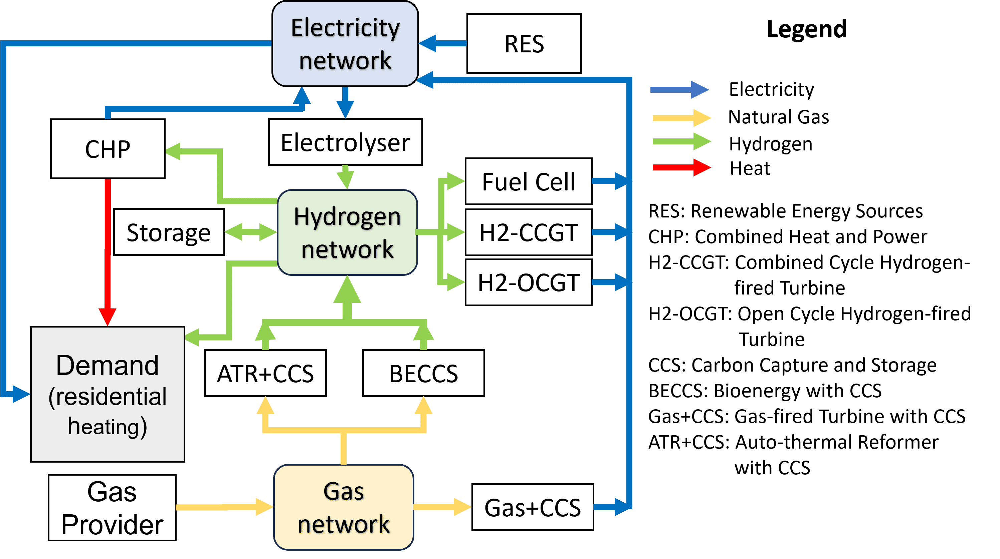 Electricity
network
RES
CHP
Electrolyser
Fuel Cell
Storage
Hydrogen
network
H2-CCGT
H2-OCGT
Demand
(residential
heating)
ATR+CCS
BECCS
Gas
Provider
Gas
network
Gas+CCS
Legend
Electricity
Natural Gas
Hydrogen
Heat
RES: Renewable Energy Sources
CHP: Combined Heat and Power
H2-CCGT: Combined Cycle Hydrogen-
fired Turbine
H2-OCGT: Open Cycle Hydrogen-fired
Turbine
CCS: Carbon Capture and Storage
BECCS: Bioenergy with CCS
Gas+CCS: Gas-fired Turbine with CCS
ATR+CCS: Auto-thermal Reformer
with CCS